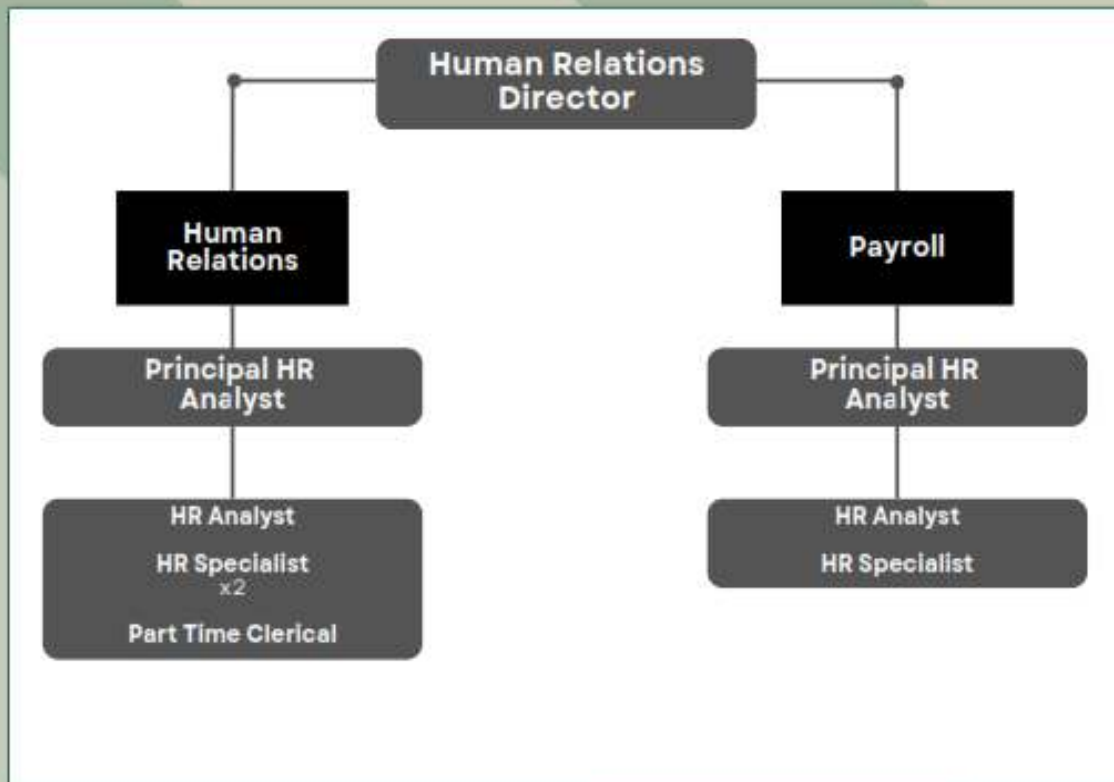 Human Relations
Director
Human
Relations
Payroll
Principal HR
Analyst
Principal HR
Analyst
HR Analyst
HR Specialist
x2
Part Time Clerical
HR Analyst
HR Specialist